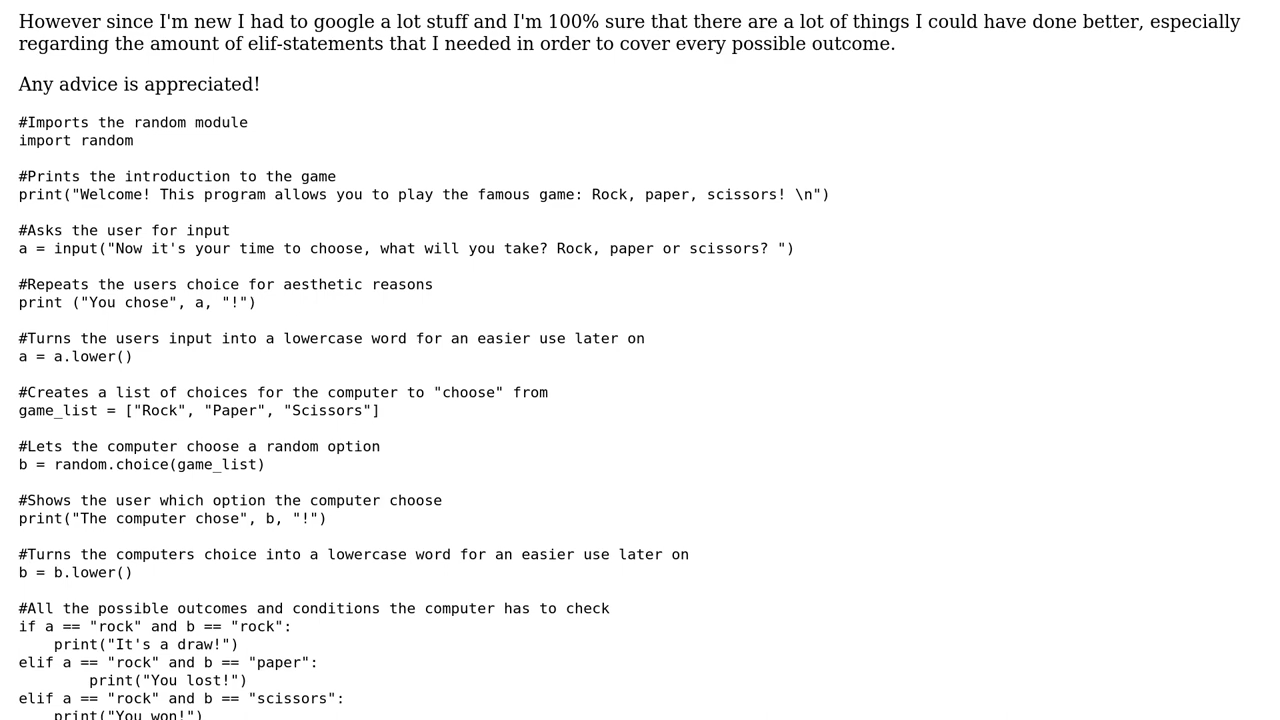 However since I'm new I had to google a lot stuff and I'm 100% sure that there are a lot of things I could have done better, especially
regarding the amount of elif-statements that I needed in order to cover every possible outcome.
Any advice is appreciated!
#Imports the random module
import random
#Prints the introduction to the game
print("Welcome! This program allows you to play the famous game: Rock, paper, scissors! \n")
#Asks the user for input
a = input("Now it's your time to choose, what will you take? Rock, paper or scissors? ")
#Repeats the users choice for aesthetic reasons
print ("You chose", a, "!")
#Turns the users input into a lowercase word for an easier use later on
a = a.lower()
#Creates a list of choices for the computer to "choose" from
game_list = ["Rock", "Paper", "Scissors"]
#Lets the computer choose a random option
b = random.choice(game_list)
#Shows the user which option the computer choose
print("The computer chose", b, "!")
#Turns the computers choice into a lowercase word for an easier use later on
b = b.lower()
#All the possible outcomes and conditions the computer has to check
if a == "rock" and b == "rock":
    print("It's a draw!")
elif a == "rock" and b == "paper":
        print("You lost!")
elif a == "rock" and b == "scissors":
    print("You won!")